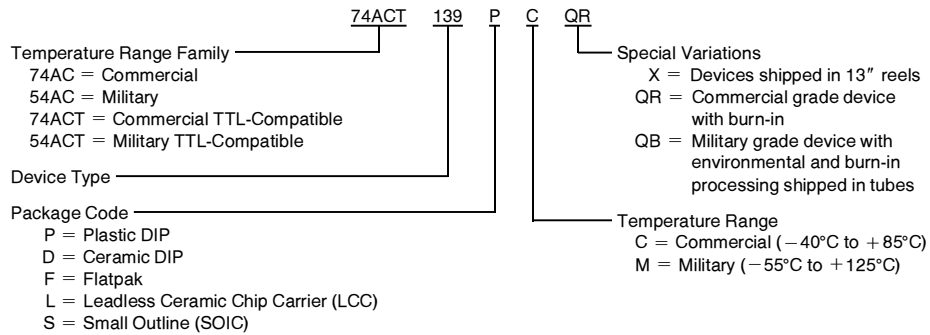 74ACT 139 P C QR
Temperature Range Family
74AC = Commercial
54AC = Military
74ACT = Commercial TTL-Compatible
54ACT = Military TTL-Compatible
Device Type
Package Code
P = Plastic DIP
D = Ceramic DIP
F = Flatpak
L = Leadless Ceramic Chip Carrier (LCC)
S = Small Outline (SOIC)
Special Variations
X = Devices shipped in 13″ reels
QR = Commercial grade device
with burn-in
QB = Military grade device with
environmental and burn-in
processing shipped in tubes
Temperature Range
C = Commercial (−40°C to +85°C)
M = Military (−55°C to +125°C)